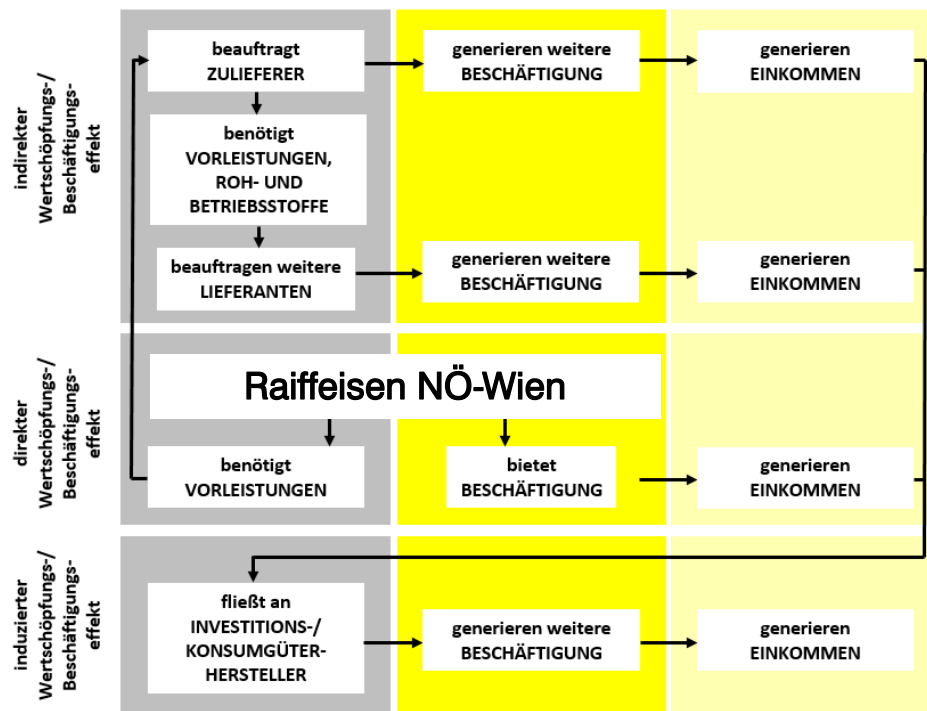 indirekter
Wertschöpfungs-/
Beschäftigungs-
effekt
beauftragt
ZULIEFERER
generieren weitere
BESCHÄFTIGUNG
generieren
EINKOMMEN
benötigt
VORLEISTUNGEN,
ROH- UND
BETRIEBSSTOFFE
beauftragen weitere
LIEFERANTEN
generieren weitere
BESCHÄFTIGUNG
generieren
EINKOMMEN
direkter
Wertschöpfungs-/
Beschäftigungs-
effekt
Raiffeisen NÖ-Wien
benötigt
VORLEISTUNGEN
bietet
BESCHÄFTIGUNG
generieren
EINKOMMEN
induzierter
Wertschöpfungs-/
Beschäftigungs-
effekt
fließt an
INVESTITIONS-/
KONSUMGÜTER-
HERSTELLER
generieren weitere
BESCHÄFTIGUNG
generieren
EINKOMMEN